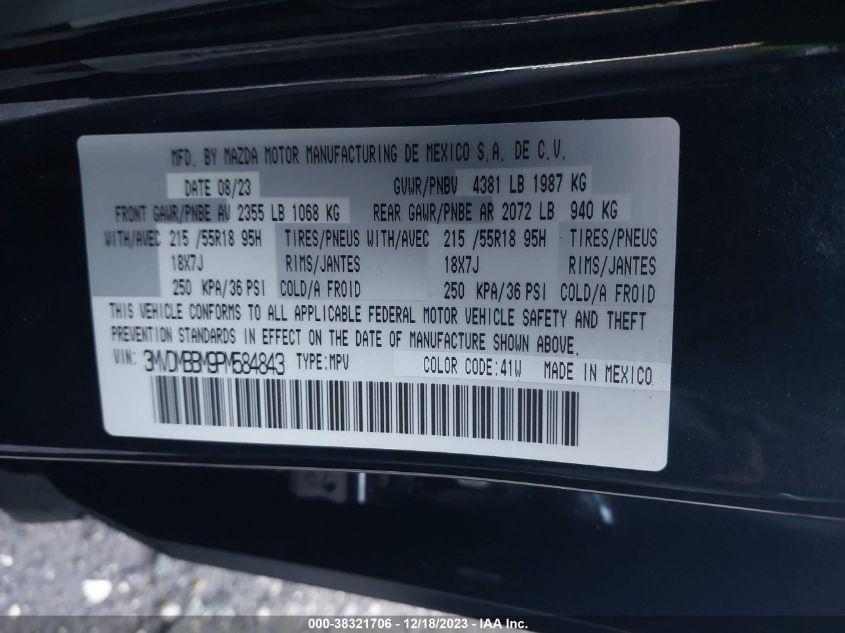 MFD. BY MAZDA MOTOR MANUFACTURING DE MEXICO S.A. DE C.V.
DATE 08/23 GVWR/PNBV 4381 LB 1987 KG
FRONT GAWR/PNBE AV 2355 LB 1068 KG REAR GAWR/PNBE AR 2072 LB 940 KG
WITH/AVEC 215 /55R18 95H TIRES/PNEUS WITH/AVEC 215 /55R18 95H TIRES/PNEUS
18X7J RIMS/JANTES 18X7J RIMS/JANTES
250 KPA/36 PSI COLD/A FROID 250 KPA/36 PSI COLD/A FROID
THIS VEHICLE CONFORMS TO ALL APPLICABLE FEDERAL MOTOR VEHICLE SAFETY AND THEFT
PREVENTION STANDARDS IN EFFECT ON THE DATE OF MANUFACTURE SHOWN ABOVE.
VIN: 3MVDMBBM3PM584843 TYPE:MPV COLOR CODE:41W MADE IN MEXICO
000-38321706 - 12/18/2023 - IAA Inc.